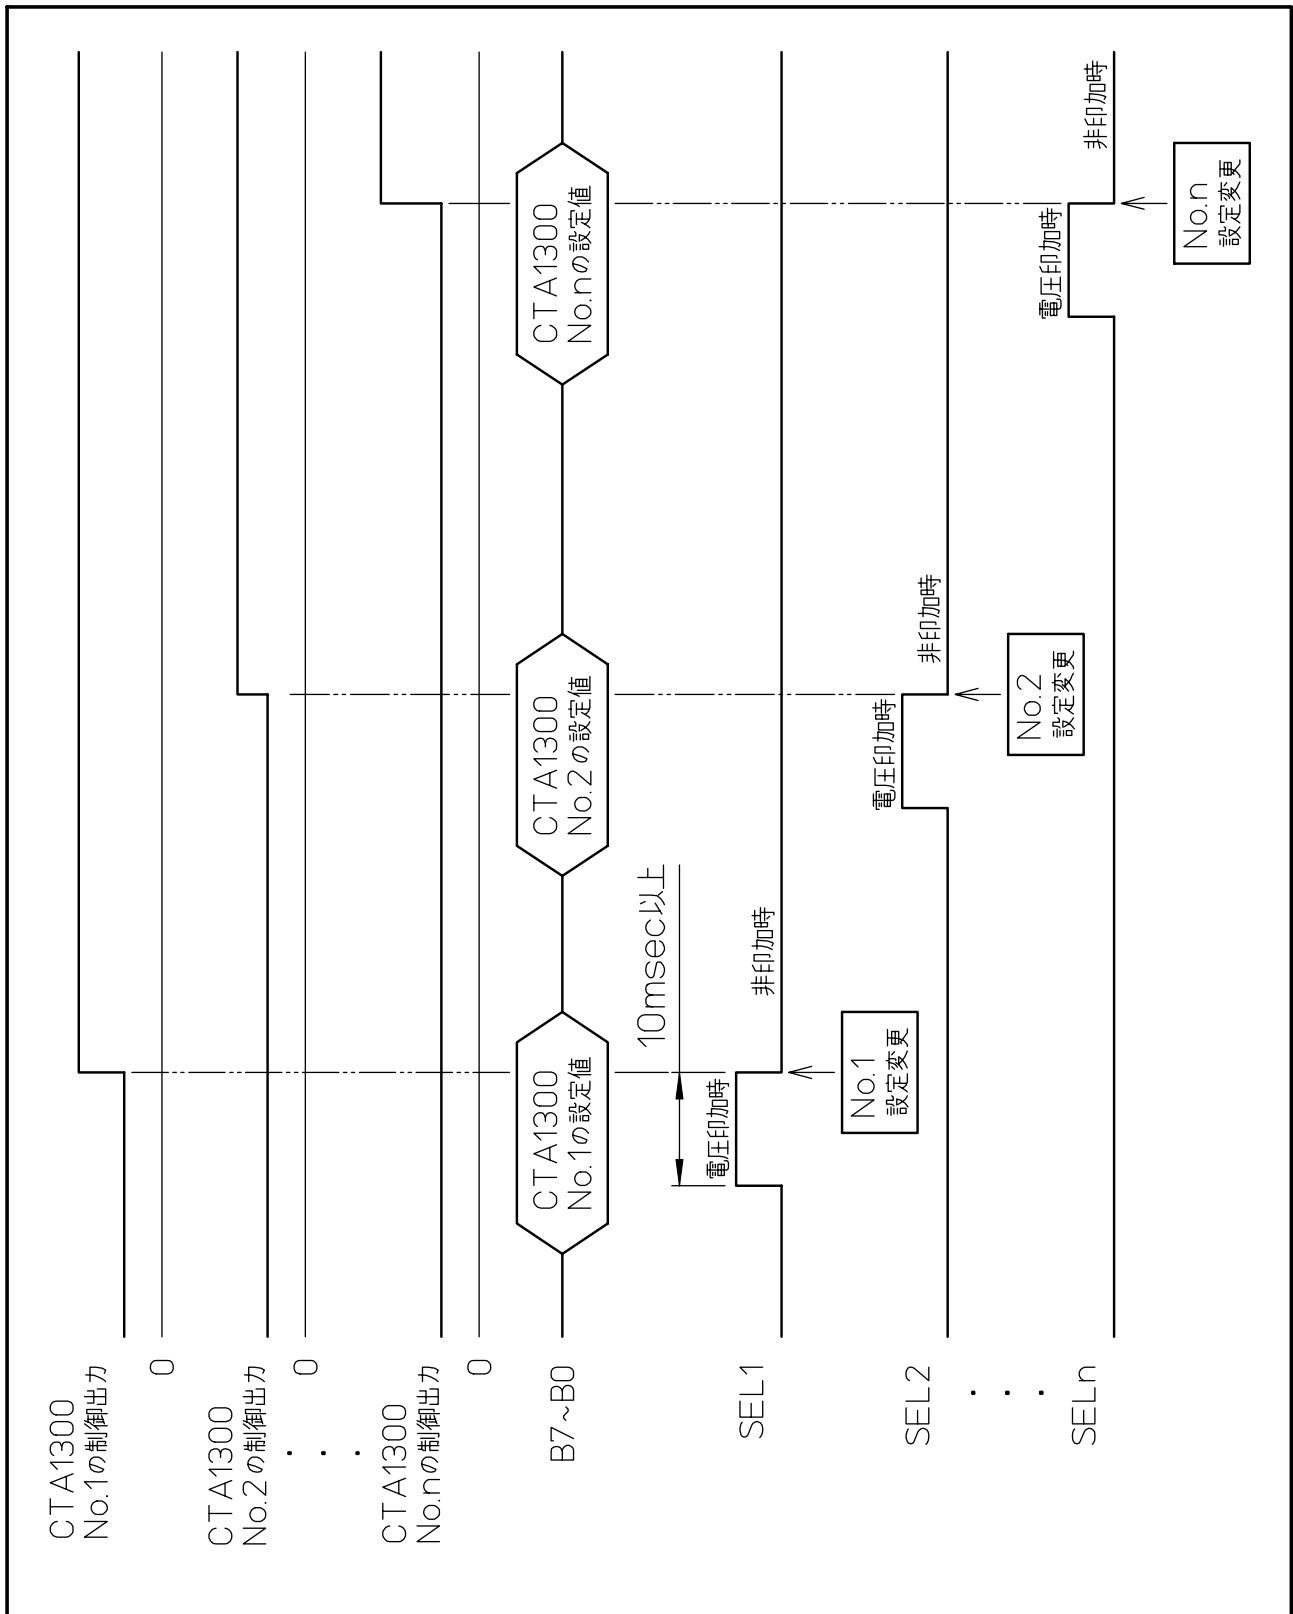 CTA1300
No.1の制御出力
0
CTA1300
No.2の制御出力
0
・
・
・
CTA1300
No.nの制御出力
0
B7~B0
CTA1300
No.1の設定値
CTA1300
No.2の設定値
CTA1300
No.nの設定値
10msec以上
SEL1
電圧印加時
非印加時
No.1
設定変更
SEL2
電圧印加時
非印加時
No.2
設定変更
・
・
・
SELn
電圧印加時
非印加時
No.n
設定変更